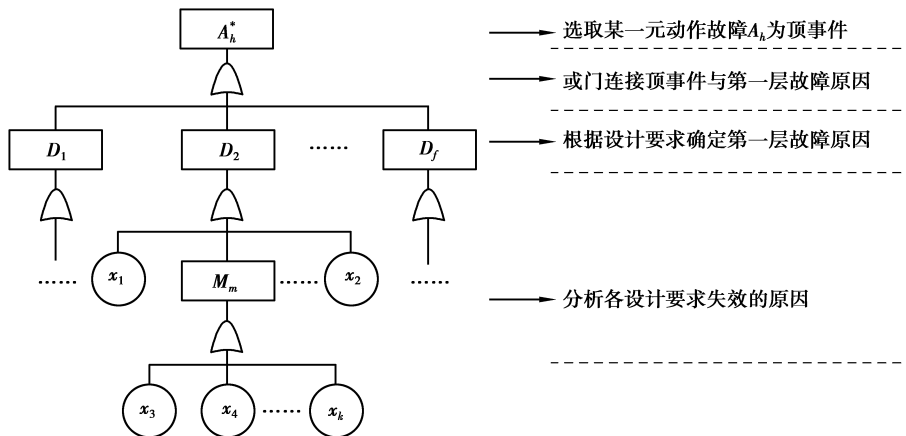 A_h^*
选取某一元动作故障A_h为顶事件
或门连接顶事件与第一层故障原因
D_1 D_2 …… D_f
根据设计要求确定第一层故障原因
…… x_1 M_m …… x_2 ……
分析各设计要求失效的原因
x_3 x_4 …… x_k